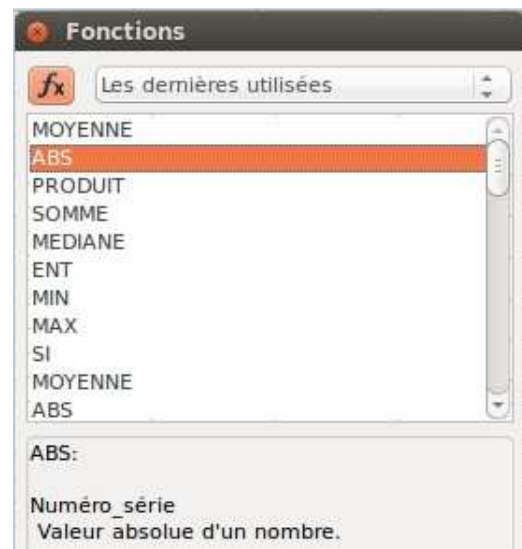 Fonctions
fx Les dernières utilisées
MOYENNE
ABS
PRODUIT
SOMME
MEDIANE
ENT
MIN
MAX
SI
MOYENNE
ABS
ABS:
Numéro_série
Valeur absolue d'un nombre.